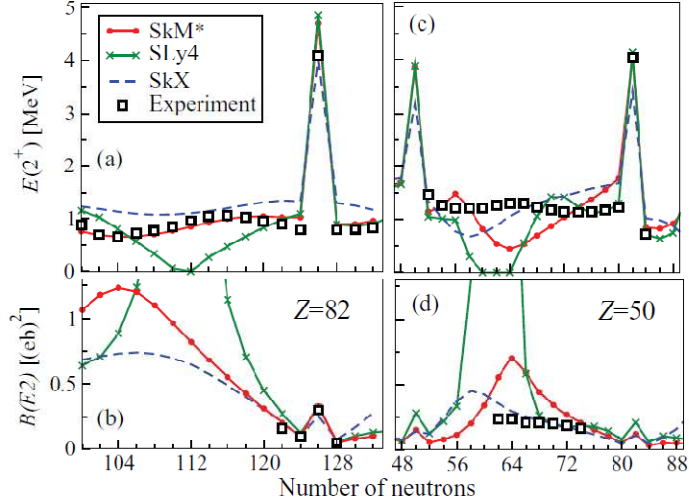 SkM*
SLy4
SkX
Experiment
(a)
(c)
E(2+) [MeV]
5
4
3
2
1
0
Z=82
(b)
(d)
Z=50
B(E2) [(eb)2]
1
0.5
0
104 112 120 128
48 56 64 72 80 88
Number of neutrons